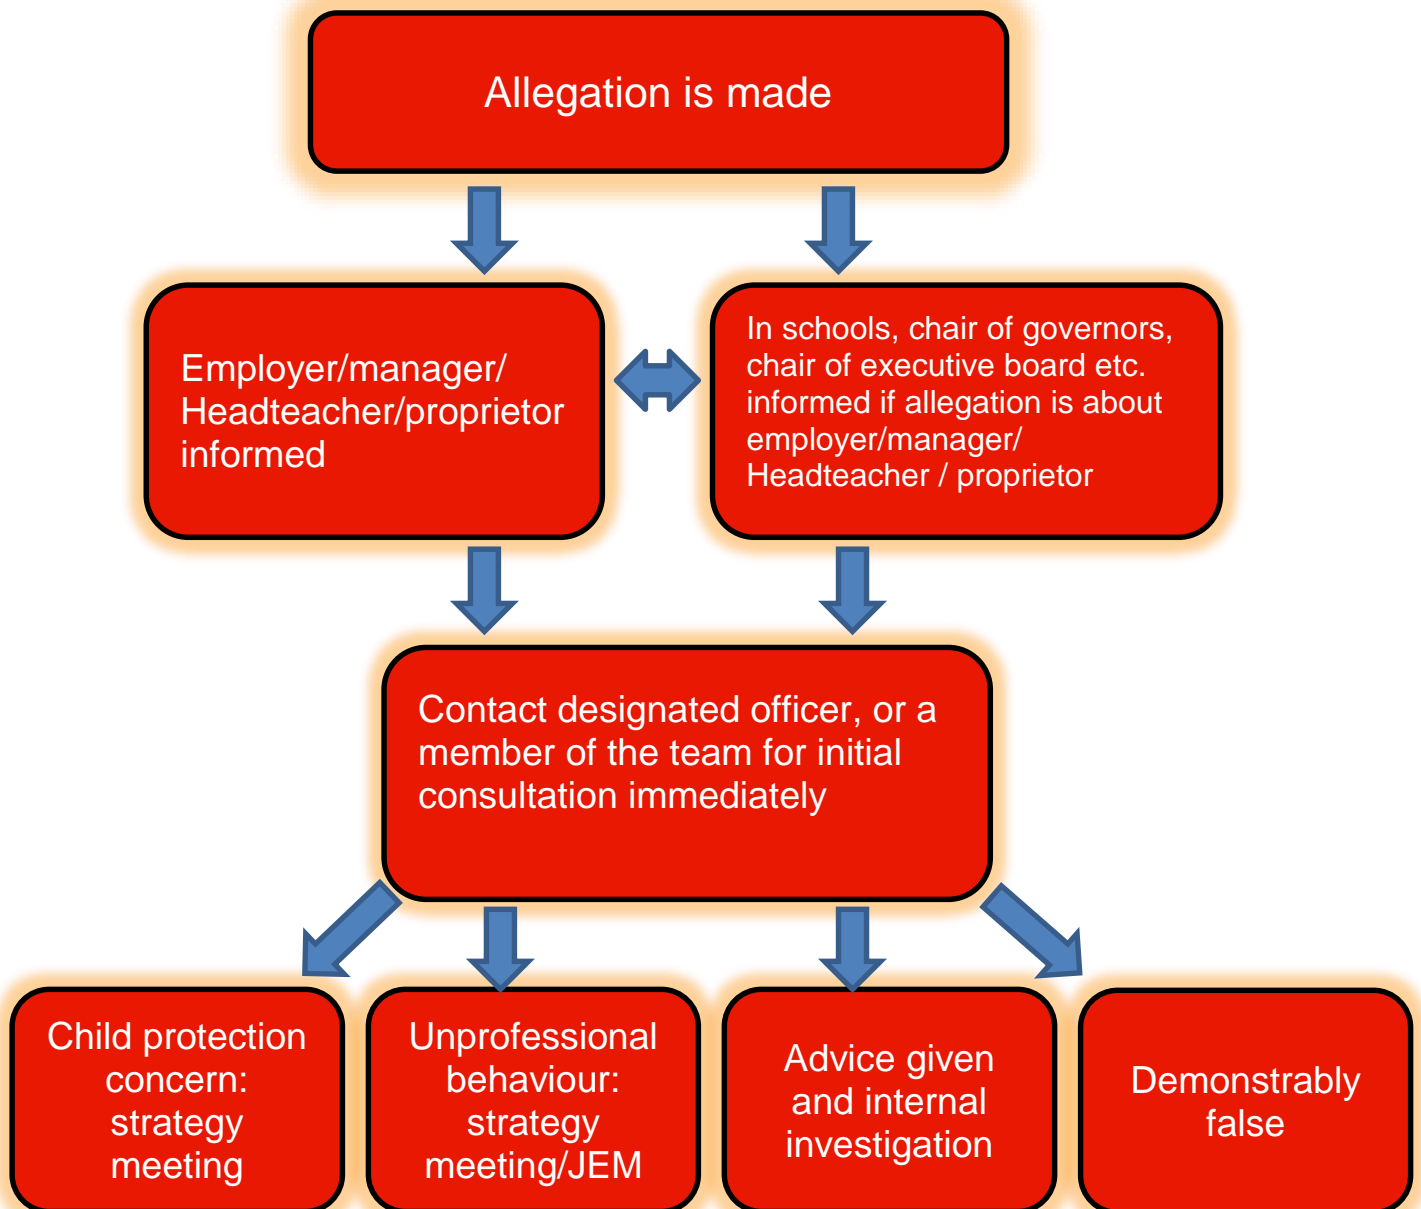 Allegation is made
Employer/manager/
Headteacher/proprietor
informed
In schools, chair of governors,
chair of executive board etc.
informed if allegation is about
employer/manager/
Headteacher / proprietor
Contact designated officer, or a
member of the team for initial
consultation immediately
Child protection
concern:
strategy
meeting
Unprofessional
behaviour:
strategy
meeting/JEM
Advice given
and internal
investigation
Demonstrably
false